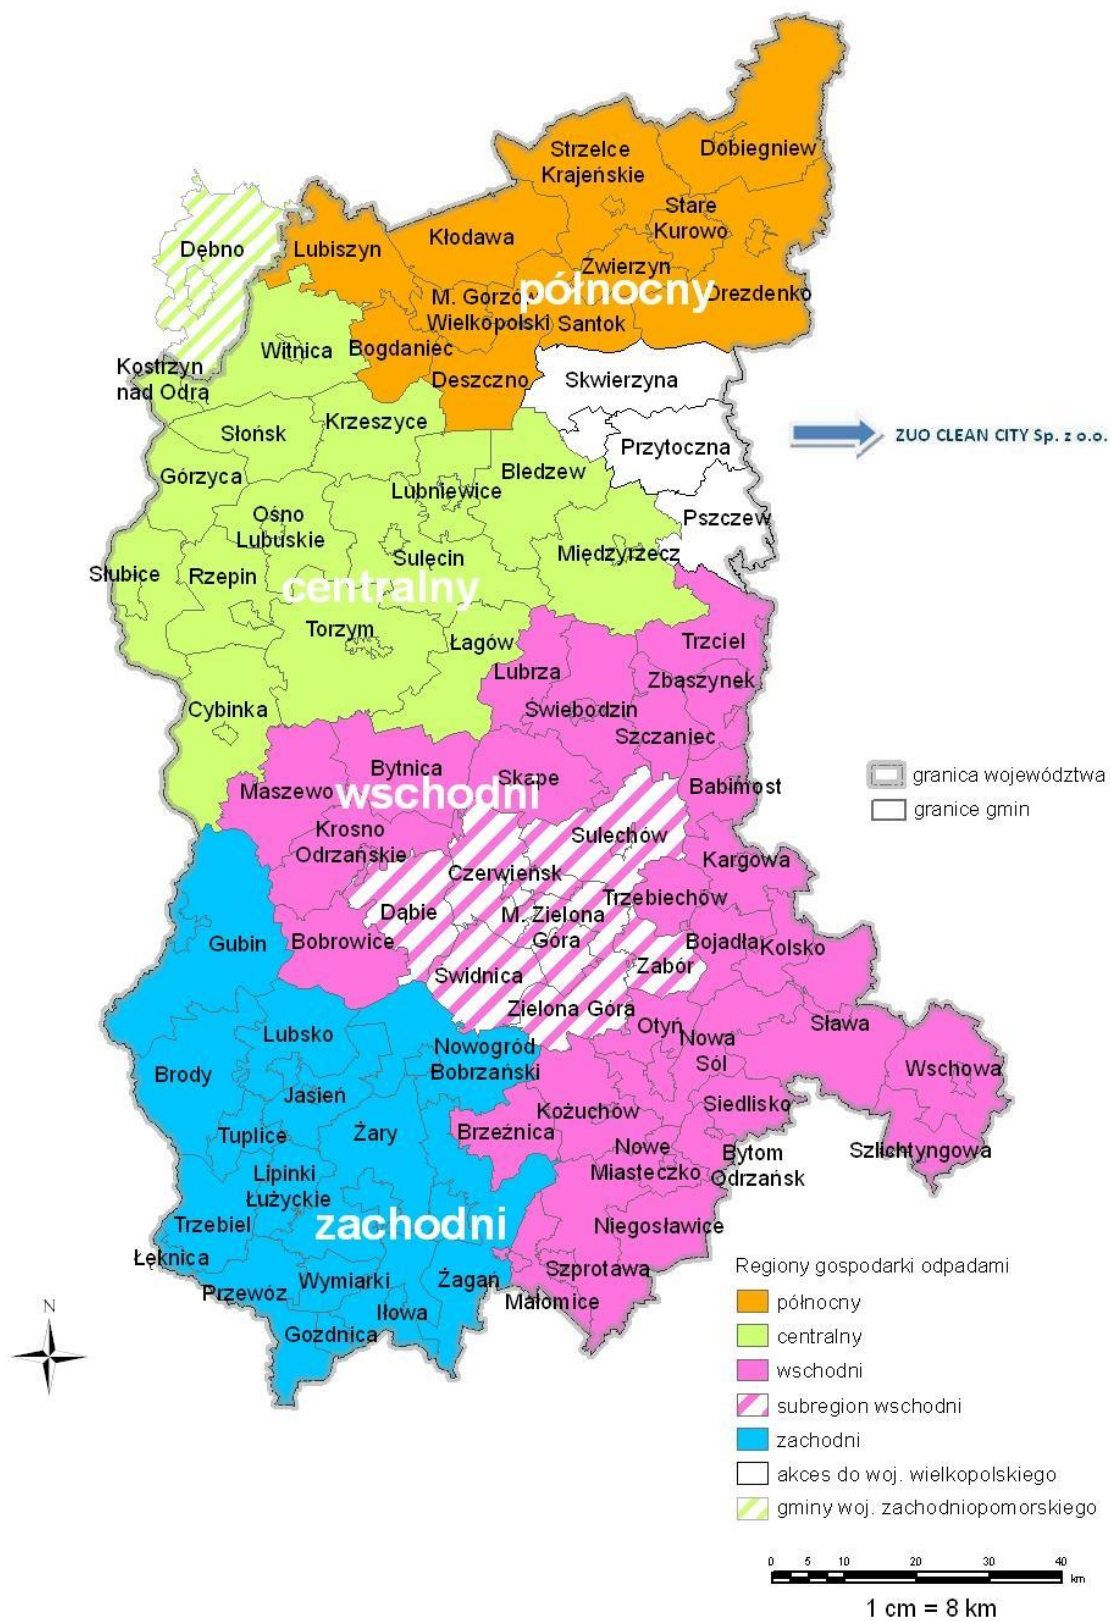 Strzelce
Krajeńskie
Dobiegniew
Stare
Kurowo
Kłodawa
Dębno
Lubiszyn
Zwierzyn
północny
Drezdenko
M. Gorzów
Wielkopolski
Santok
Witnica
Bogdaniec
Kostrzyn
nad Odrą
Deszczno
Skwierzyna
Krzeszyce
Słońsk
Przytoczna
ZUO CLEAN CITY Sp. z o.o.
Górzyca
Bledzew
Lubniewice
Ośno
Lubuskie
Pszczew
Sulęcin
Międzyrzecz
Słubice
Rzepin
centralny
Torzym
Łagów
Trzciel
Lubrza
Zbąszynek
Cybinka
Świebodzin
Szczaniec
Bytnica
Skąpe
Maszewo
wschodni
Babimost
granica województwa
granice gmin
Krosno
Odrzańskie
Sulechów
Kargowa
Czerwieńsk
Trzebiechów
Dąbie
M. Zielona
Góra
Gubin
Bobrowice
Bojadła
Kolsko
Świdnica
Zabór
Zielona Góra
Otyń
Nowa
Sól
Sława
Lubsko
Nowogród
Bobrzański
Wschowa
Brody
Jasień
Kożuchów
Siedlisko
Tuplice
Żary
Brzeźnica
Nowe
Miasteczko
Bytom
Odrzańsk
Szlichtyngowa
Lipinki
Łużyckie
Trzebiel
zachodni
Niegosławice
Łęknica
Przewóz
Wymiarki
Żagań
Szprotawa
Iłowa
Małomice
Gozdnica
N
Regiony gospodarki odpadami
północny
centralny
wschodni
subregion wschodni
zachodni
akces do woj. wielkopolskiego
gminy woj. zachodniopomorskiego
0 5 10 20 30 40
km
1 cm = 8 km